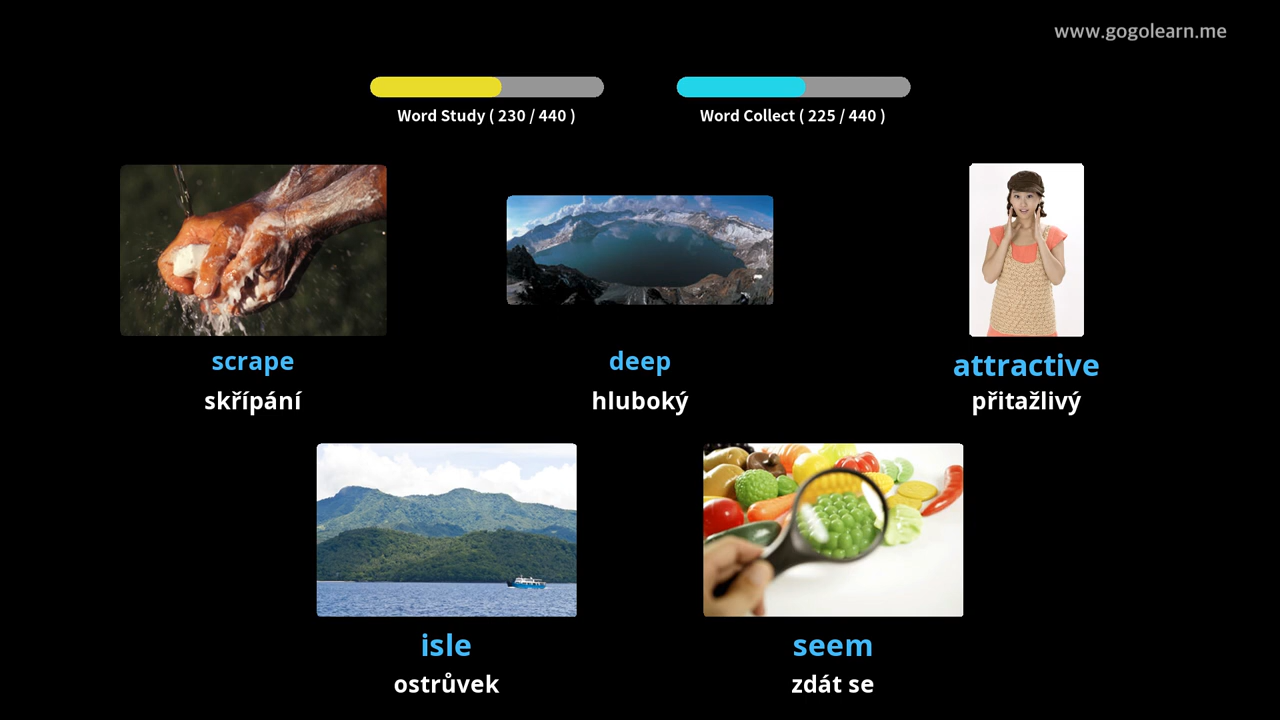 www.gogolearn.me
Word Study ( 230 / 440 )
Word Collect ( 225 / 440 )
scrape
skřípání
deep
hluboký
attractive
přitažlivý
isle
ostrůvek
seem
zdát se